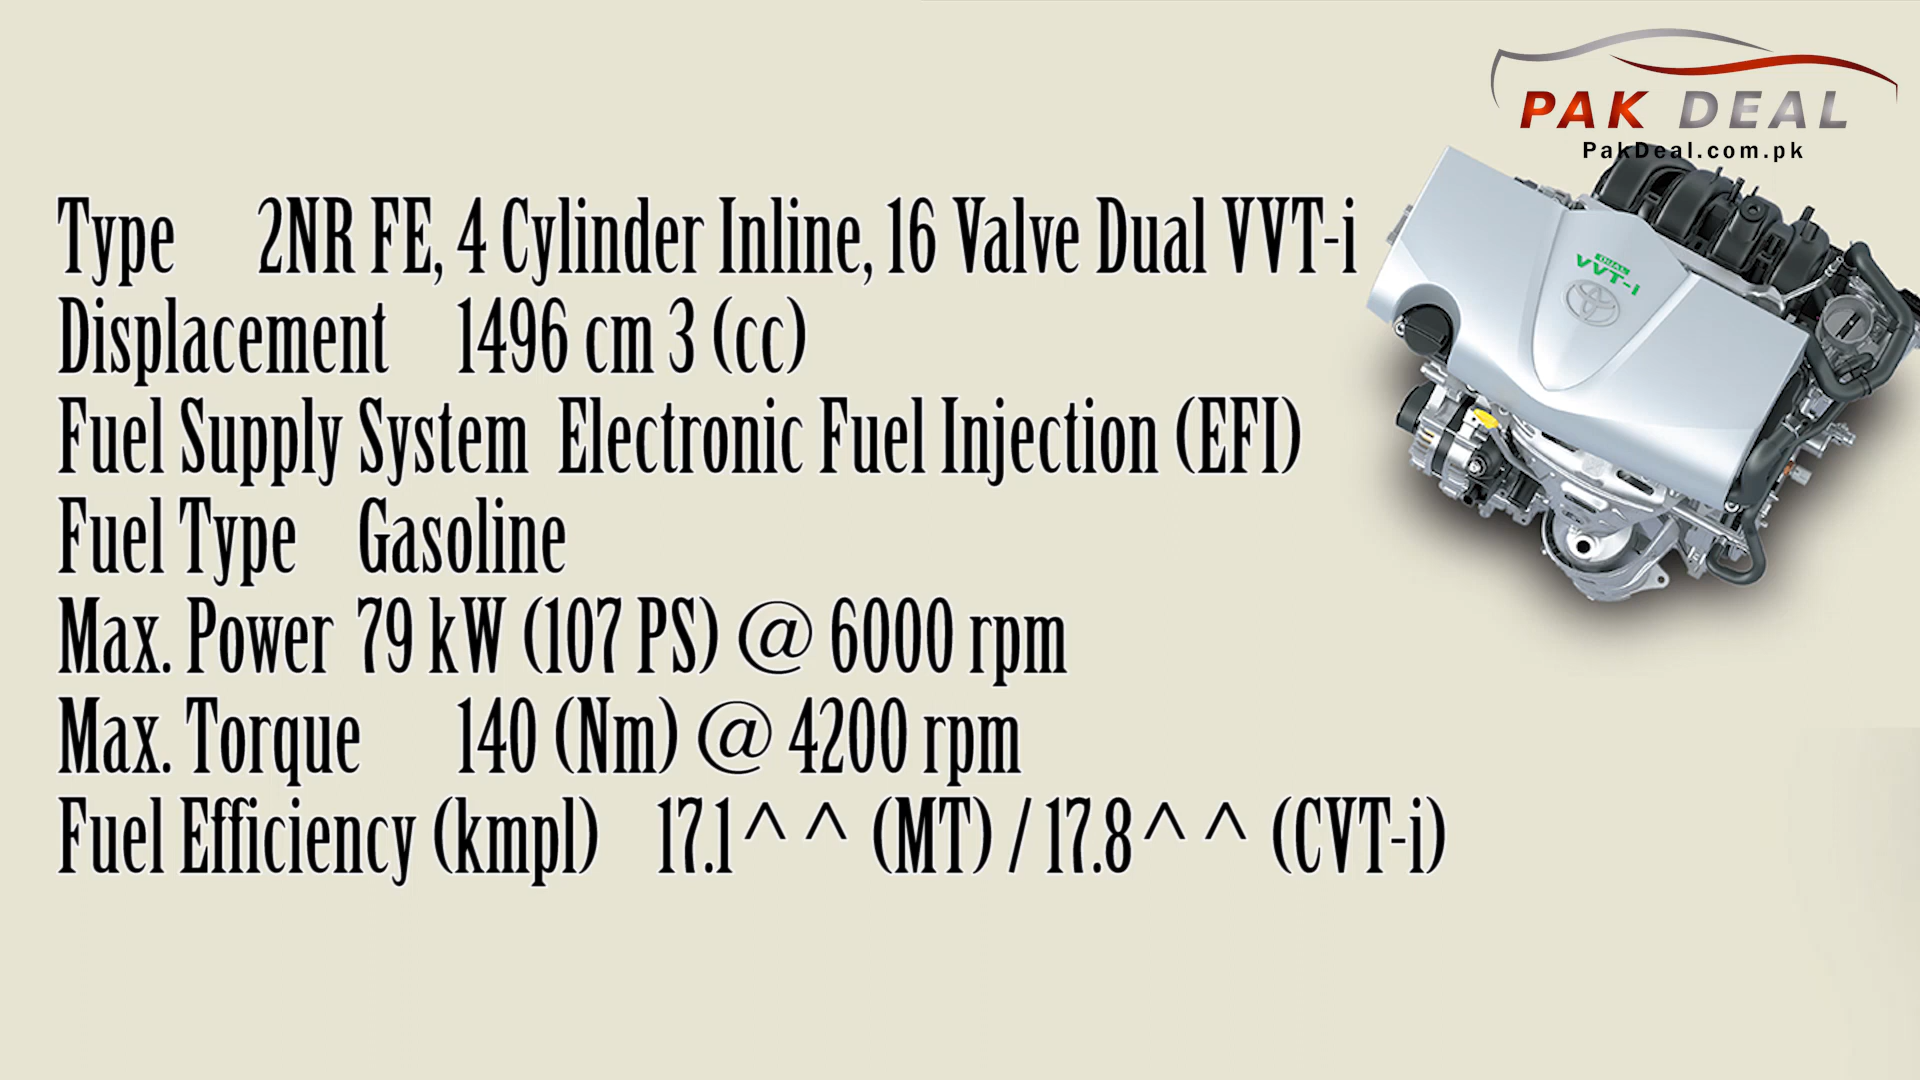 PAK DEAL
PakDeal.com.pk
DUAL
VVT-i
Type 2NR FE, 4 Cylinder Inline, 16 Valve Dual VVT-i
Displacement 1496 cm 3 (cc)
Fuel Supply System Electronic Fuel Injection (EFI)
Fuel Type Gasoline
Max. Power 79 kW (107 PS) @ 6000 rpm
Max. Torque 140 (Nm) @ 4200 rpm
Fuel Efficiency (kmpl) 17.1^ ^ (MT) / 17.8^ ^ (CVT-i)